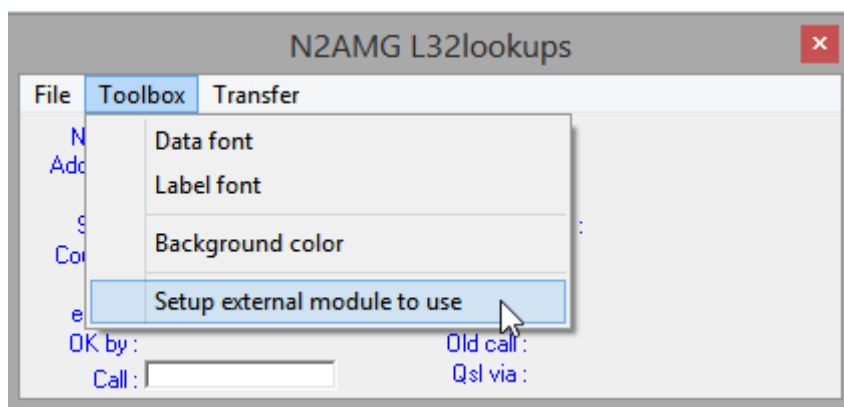 N2AMG L32lookups
File Toolbox Transfer
Data font
Label font
Background color
Setup external module to use
OK by : Old call :
Call : Qsl via :